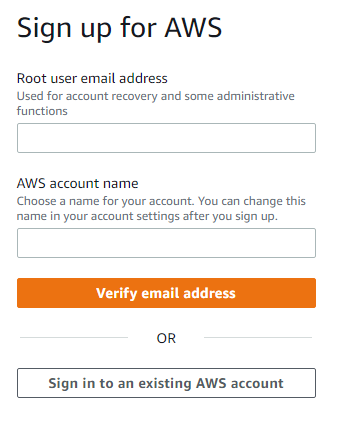 Sign up for AWS
Root user email address
Used for account recovery and some administrative
functions
AWS account name
Choose a name for your account. You can change this
name in your account settings after you sign up.
Verify email address
OR
Sign in to an existing AWS account